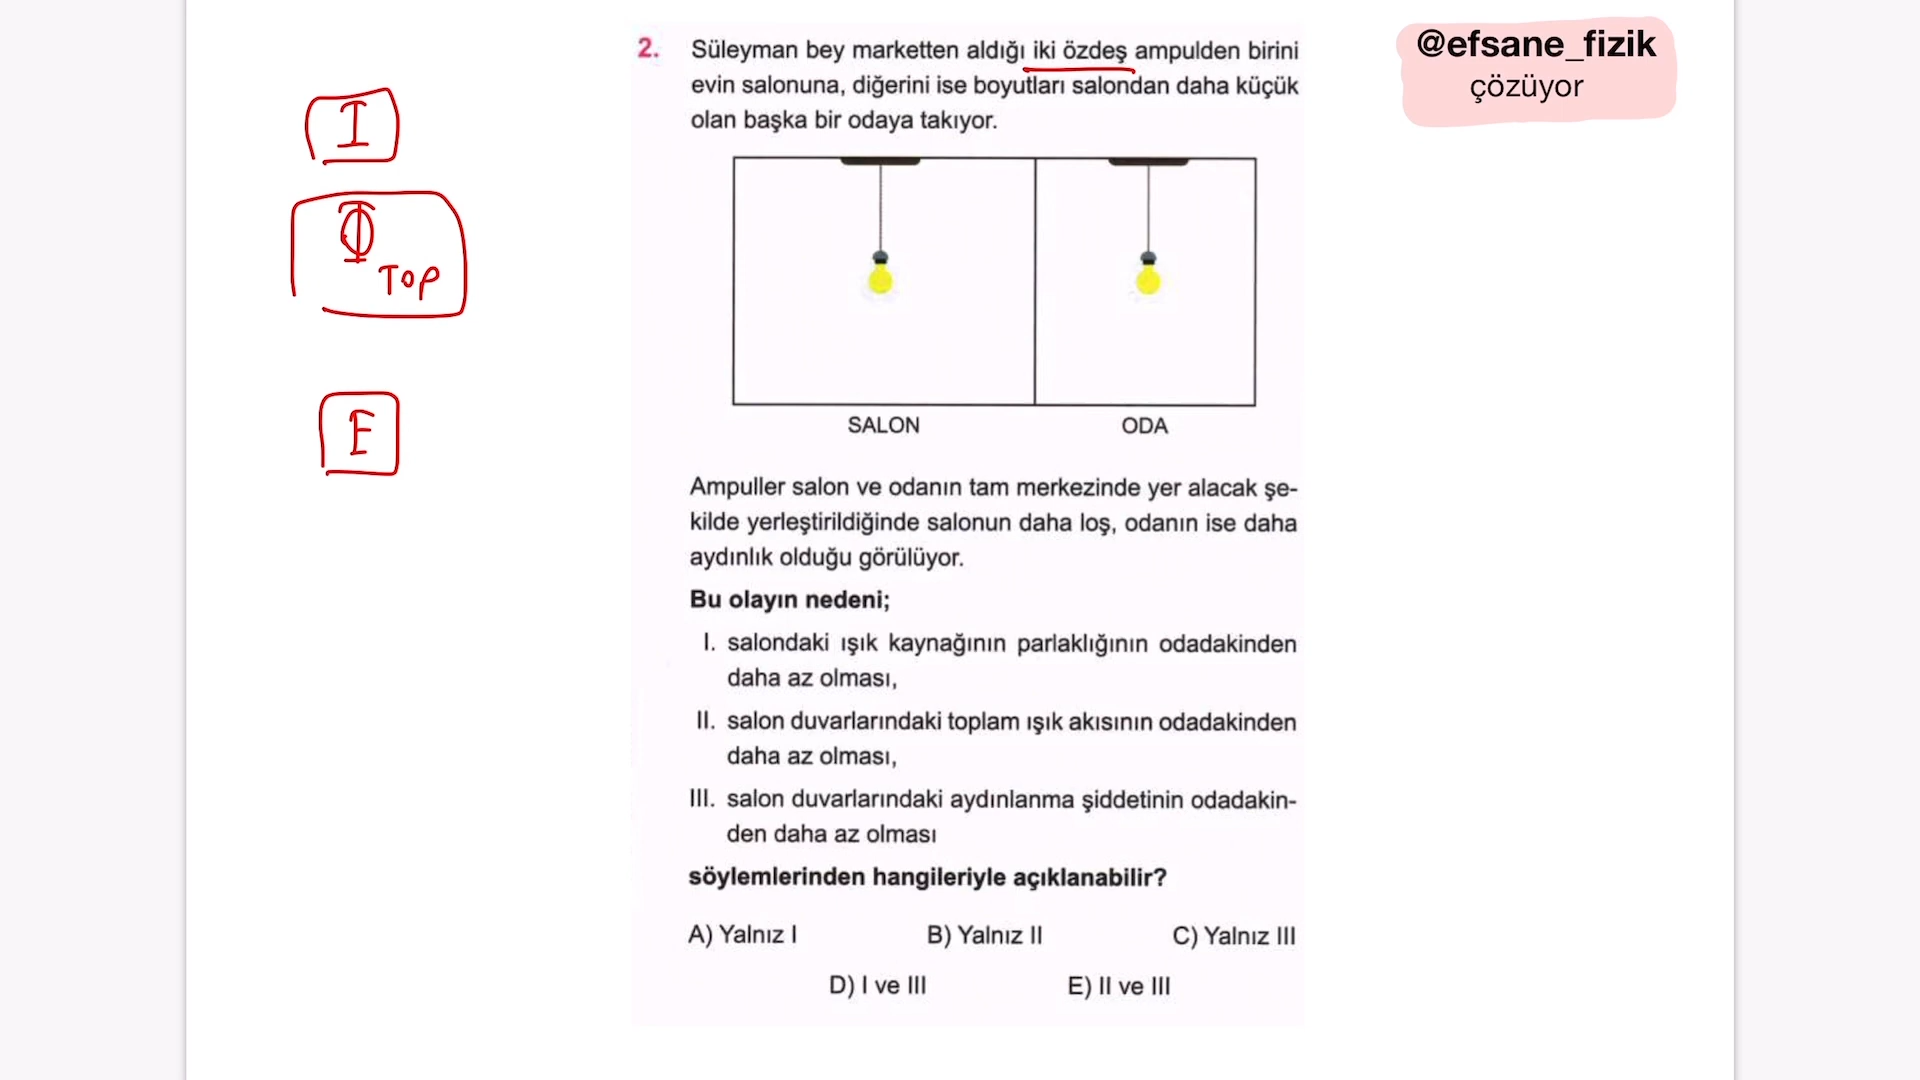 @efsane_fizik
çözüyor
2. Süleyman bey marketten aldığı iki özdeş ampulden birini
evin salonuna, diğerini ise boyutları salondan daha küçük
olan başka bir odaya takıyor.
I
Φ TOP
E
SALON ODA
Ampuller salon ve odanın tam merkezinde yer alacak şe-
kilde yerleştirildiğinde salonun daha loş, odanın ise daha
aydınlık olduğu görülüyor.
Bu olayın nedeni;
I. salondaki ışık kaynağının parlaklığının odadakinden
daha az olması,
II. salon duvarlarındaki toplam ışık akısının odadakinden
daha az olması,
III. salon duvarlarındaki aydınlanma şiddetinin odadakin-
den daha az olması
söylemlerinden hangileriyle açıklanabilir?
A) Yalnız I B) Yalnız II C) Yalnız III
D) I ve III E) II ve III